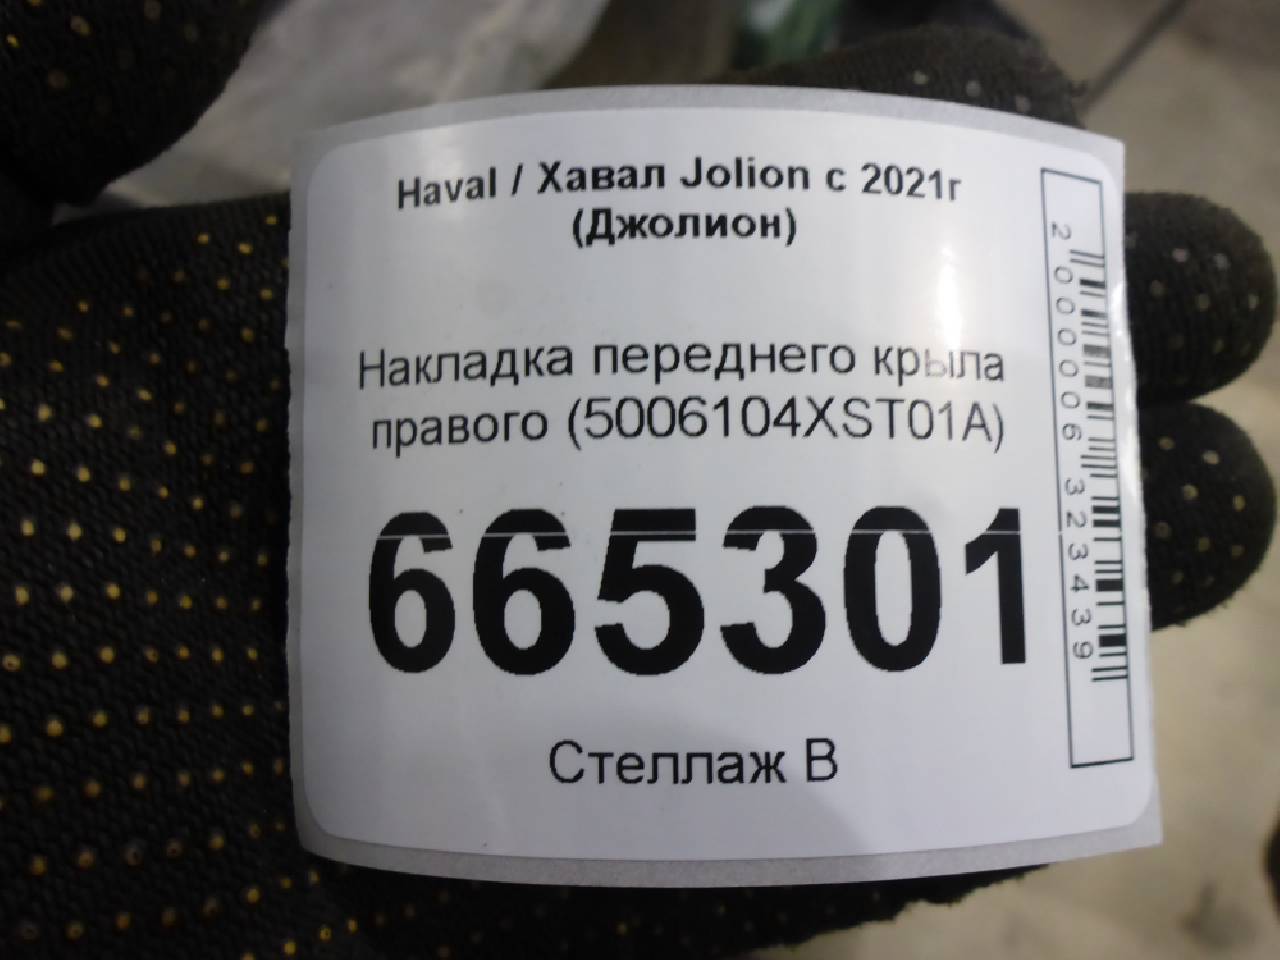 Haval / Хавал Jolion с 2021г
(Джолион)
Накладка переднего крыла
правого (5006104XST01A)
665301
Стеллаж В
2000006323439